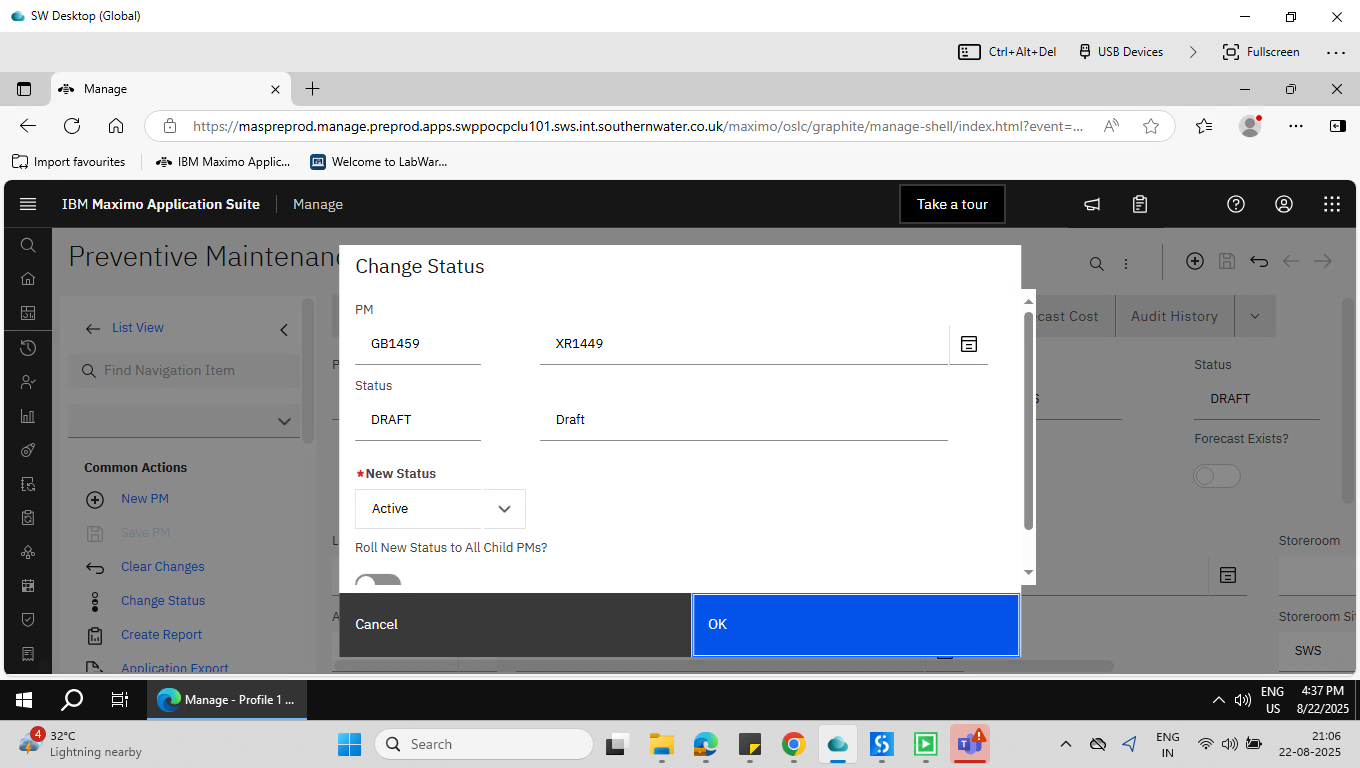 SW Desktop (Global)
Ctrl+Alt+Del
USB Devices
Fullscreen
Manage
https://maspreprod.manage.preprod.apps.swppocpclu101.sws.int.southernwater.co.uk/maximo/oslc/graphite/manage-shell/index.html?event=...
Import favourites
IBM Maximo Applic...
Welcome to LabWar...
IBM Maximo Application Suite
Manage
Take a tour
Preventive Maintenanc
Change Status
PM
GB1459
XR1449
Status
DRAFT
Draft
*New Status
Active
Roll New Status to All Child PMs?
Cancel
OK
List View
Find Navigation Item
Common Actions
New PM
Save PM
Clear Changes
Change Status
Create Report
Application Export
cast Cost
Audit History
Status
DRAFT
Forecast Exists?
Storeroom
Storeroom Sit
SWS
Manage - Profile 1 ...
ENG
US
4:37 PM
8/22/2025
4
32°C
Lightning nearby
Search
ENG
IN
21:06
22-08-2025